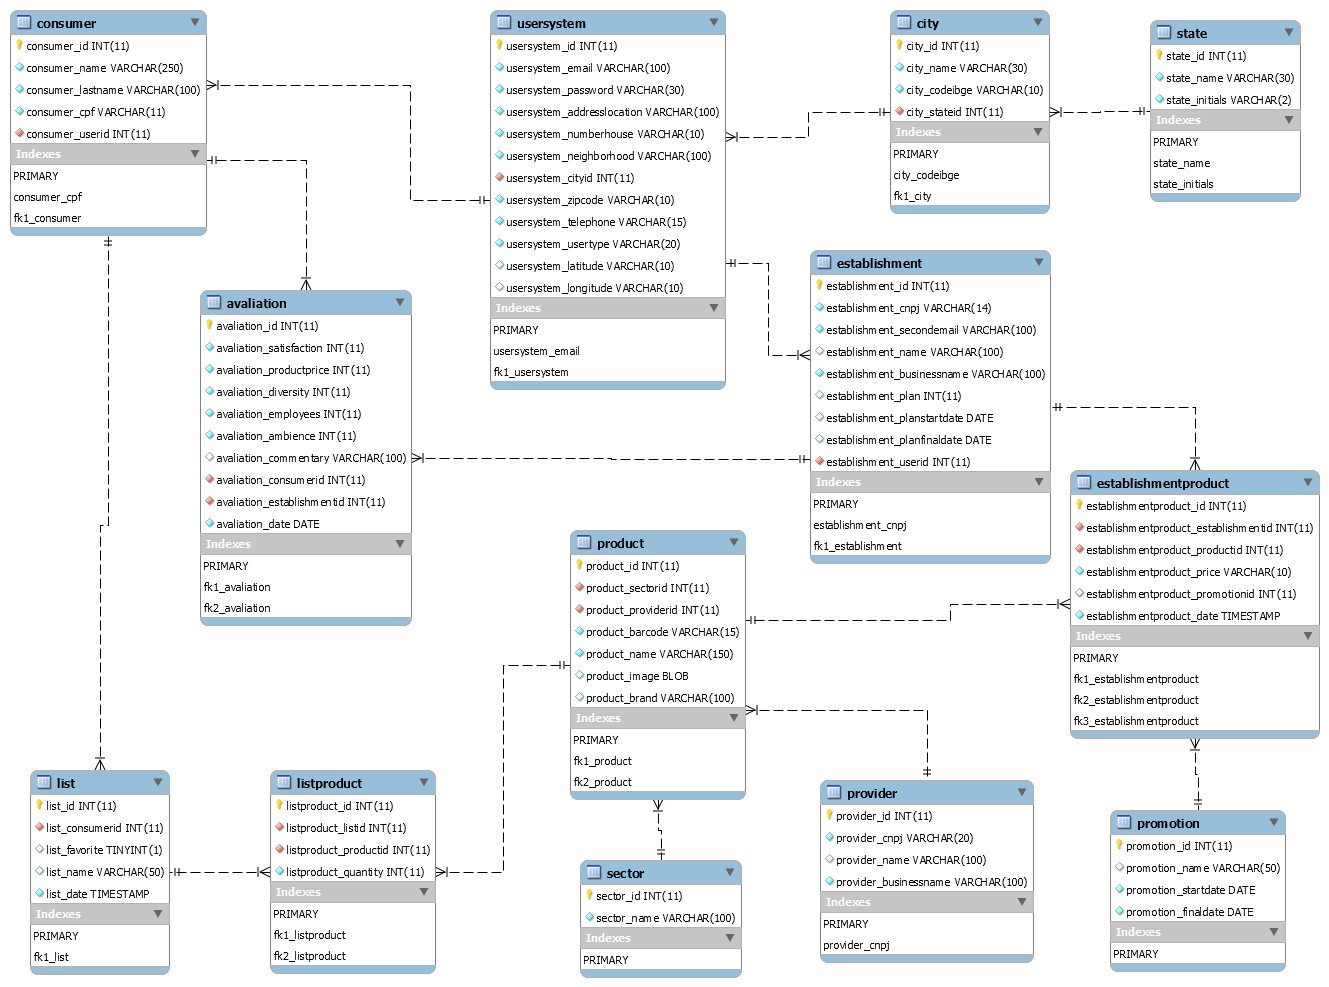 consumer
consumer_id INT(11)
consumer_name VARCHAR(250)
consumer_lastname VARCHAR(100)
consumer_cpf VARCHAR(11)
consumer_userid INT(11)
Indexes
PRIMARY
consumer_cpf
fk1_consumer
usersystem
usersystem_id INT(11)
usersystem_email VARCHAR(100)
usersystem_password VARCHAR(30)
usersystem_addresslocation VARCHAR(100)
usersystem_numberhouse VARCHAR(10)
usersystem_neighborhood VARCHAR(100)
usersystem_cityid INT(11)
usersystem_zipcode VARCHAR(10)
usersystem_telephone VARCHAR(15)
usersystem_usertype VARCHAR(20)
usersystem_latitude VARCHAR(10)
usersystem_longitude VARCHAR(10)
Indexes
PRIMARY
usersystem_email
fk1_usersystem
city
city_id INT(11)
city_name VARCHAR(30)
city_codeibge VARCHAR(10)
city_stateid INT(11)
Indexes
PRIMARY
city_codeibge
fk1_city
state
state_id INT(11)
state_name VARCHAR(30)
state_initials VARCHAR(2)
Indexes
PRIMARY
state_name
state_initials
avaliation
avaliation_id INT(11)
avaliation_satisfaction INT(11)
avaliation_productprice INT(11)
avaliation_diversity INT(11)
avaliation_employees INT(11)
avaliation_ambience INT(11)
avaliation_commentary VARCHAR(100)
avaliation_consumerid INT(11)
avaliation_establishmentid INT(11)
avaliation_date DATE
Indexes
PRIMARY
fk1_avaliation
fk2_avaliation
establishment
establishment_id INT(11)
establishment_cnpj VARCHAR(14)
establishment_secondemail VARCHAR(100)
establishment_name VARCHAR(100)
establishment_businessname VARCHAR(100)
establishment_plan INT(11)
establishment_planstartdate DATE
establishment_planfinaldate DATE
establishment_userid INT(11)
Indexes
PRIMARY
establishment_cnpj
fk1_establishment
establishmentproduct
establishmentproduct_id INT(11)
establishmentproduct_establishmentid INT(11)
establishmentproduct_productid INT(11)
establishmentproduct_price VARCHAR(10)
establishmentproduct_promotionid INT(11)
establishmentproduct_date TIMESTAMP
Indexes
PRIMARY
fk1_establishmentproduct
fk2_establishmentproduct
fk3_establishmentproduct
product
product_id INT(11)
product_sectorid INT(11)
product_providerid INT(11)
product_barcode VARCHAR(15)
product_name VARCHAR(150)
product_image BLOB
product_brand VARCHAR(100)
Indexes
PRIMARY
fk1_product
fk2_product
list
list_id INT(11)
list_consumerid INT(11)
list_favorite TINYINT(1)
list_name VARCHAR(50)
list_date TIMESTAMP
Indexes
PRIMARY
fk1_list
listproduct
listproduct_id INT(11)
listproduct_listid INT(11)
listproduct_productid INT(11)
listproduct_quantity INT(11)
Indexes
PRIMARY
fk1_listproduct
fk2_listproduct
sector
sector_id INT(11)
sector_name VARCHAR(100)
Indexes
PRIMARY
provider
provider_id INT(11)
provider_cnpj VARCHAR(20)
provider_name VARCHAR(100)
provider_businessname VARCHAR(100)
Indexes
PRIMARY
provider_cnpj
promotion
promotion_id INT(11)
promotion_name VARCHAR(50)
promotion_startdate DATE
promotion_finaldate DATE
Indexes
PRIMARY